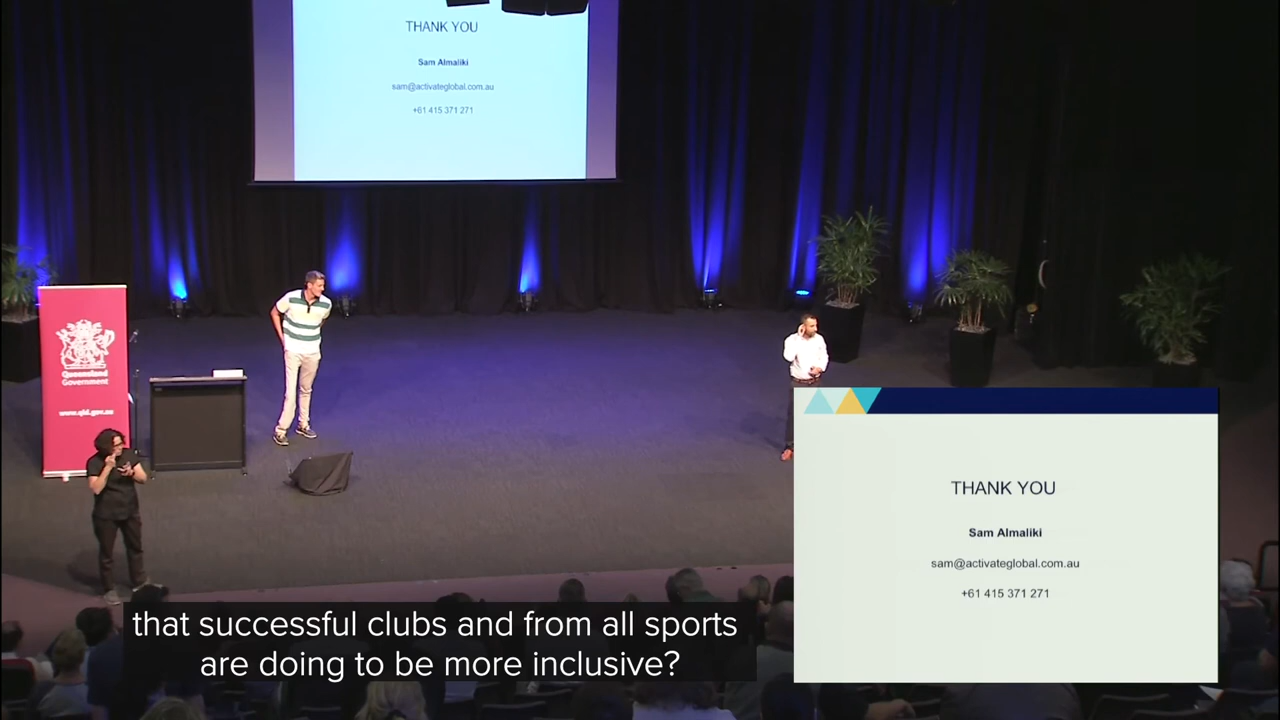 THANK YOU
Sam Almaliki
sam@activateglobal.com.au
+61 415 371 271
Queensland
Government
www.qld.gov.au
THANK YOU
Sam Almaliki
sam@activateglobal.com.au
+61 415 371 271
that successful clubs and from all sports
are doing to be more inclusive?